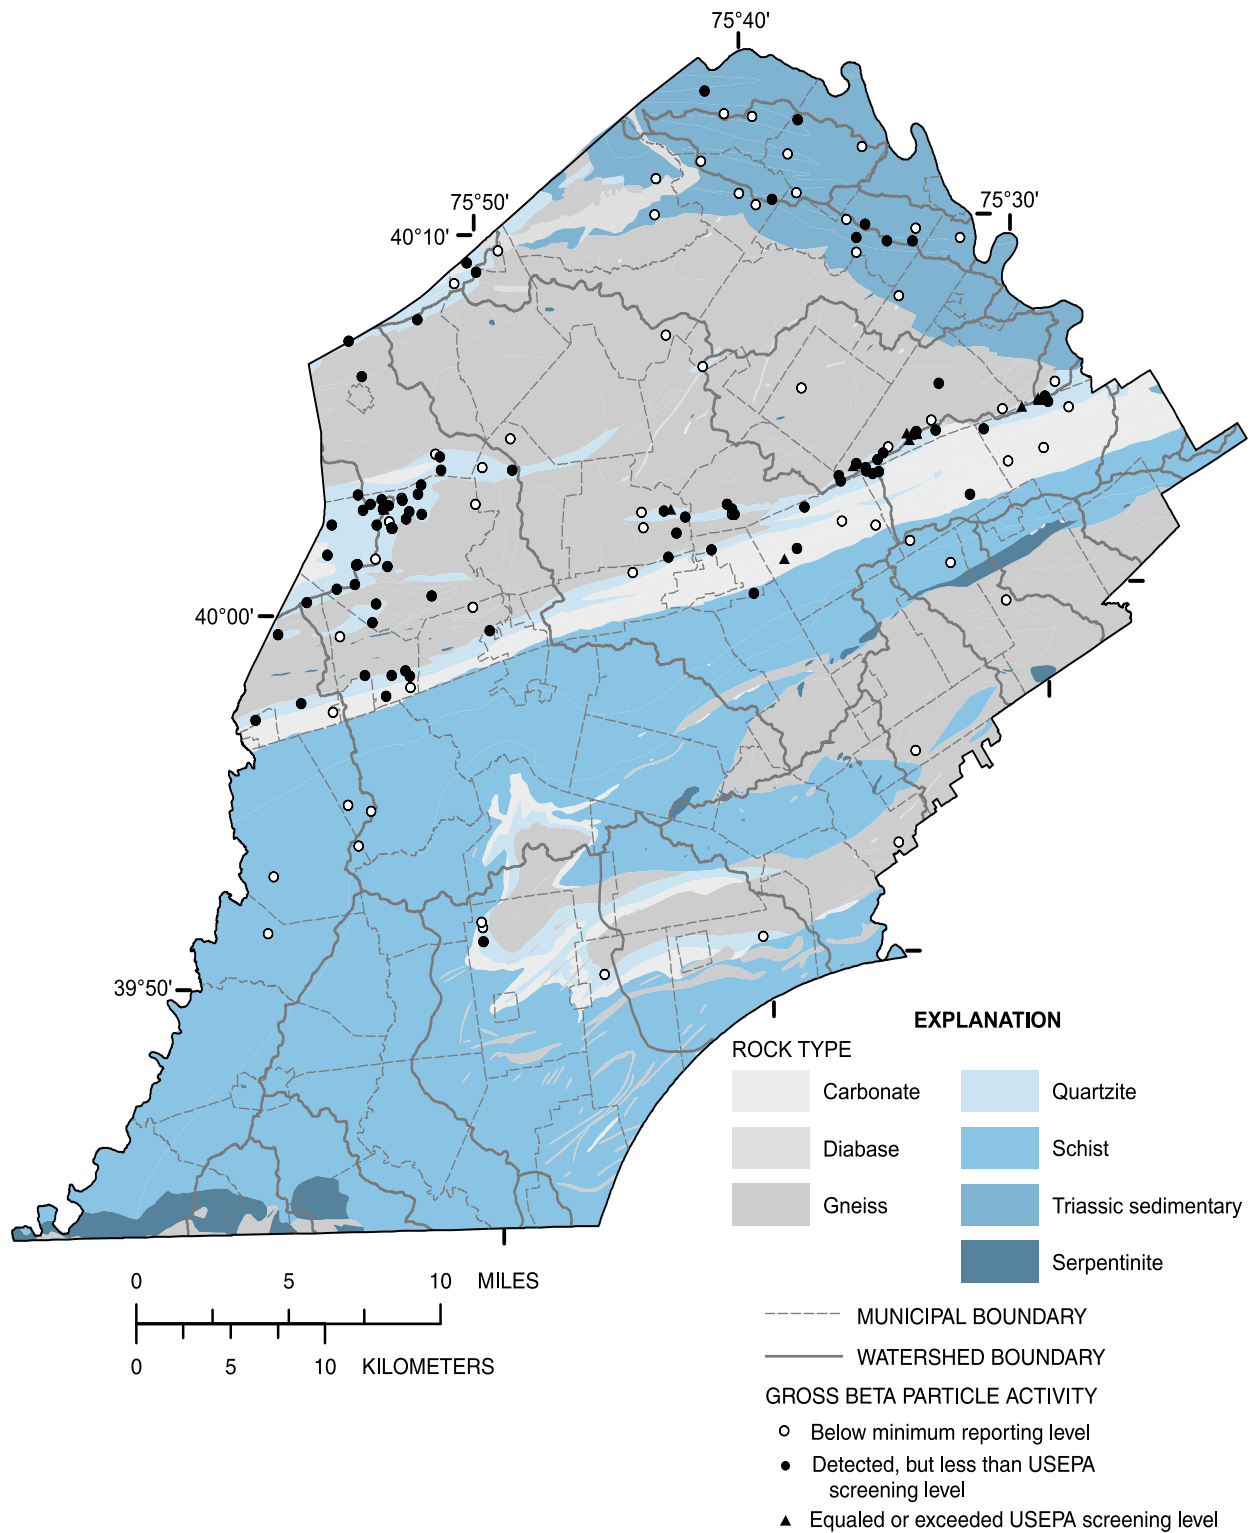 75°40'
75°50'
75°30'
40°10'
40°00'
39°50'
EXPLANATION
ROCK TYPE
Carbonate
Quartzite
Diabase
Schist
Gneiss
Triassic sedimentary
Serpentinite
0 5 10 MILES
0 5 10 KILOMETERS
MUNICIPAL BOUNDARY
WATERSHED BOUNDARY
GROSS BETA PARTICLE ACTIVITY
Below minimum reporting level
Detected, but less than USEPA
screening level
Equaled or exceeded USEPA screening level